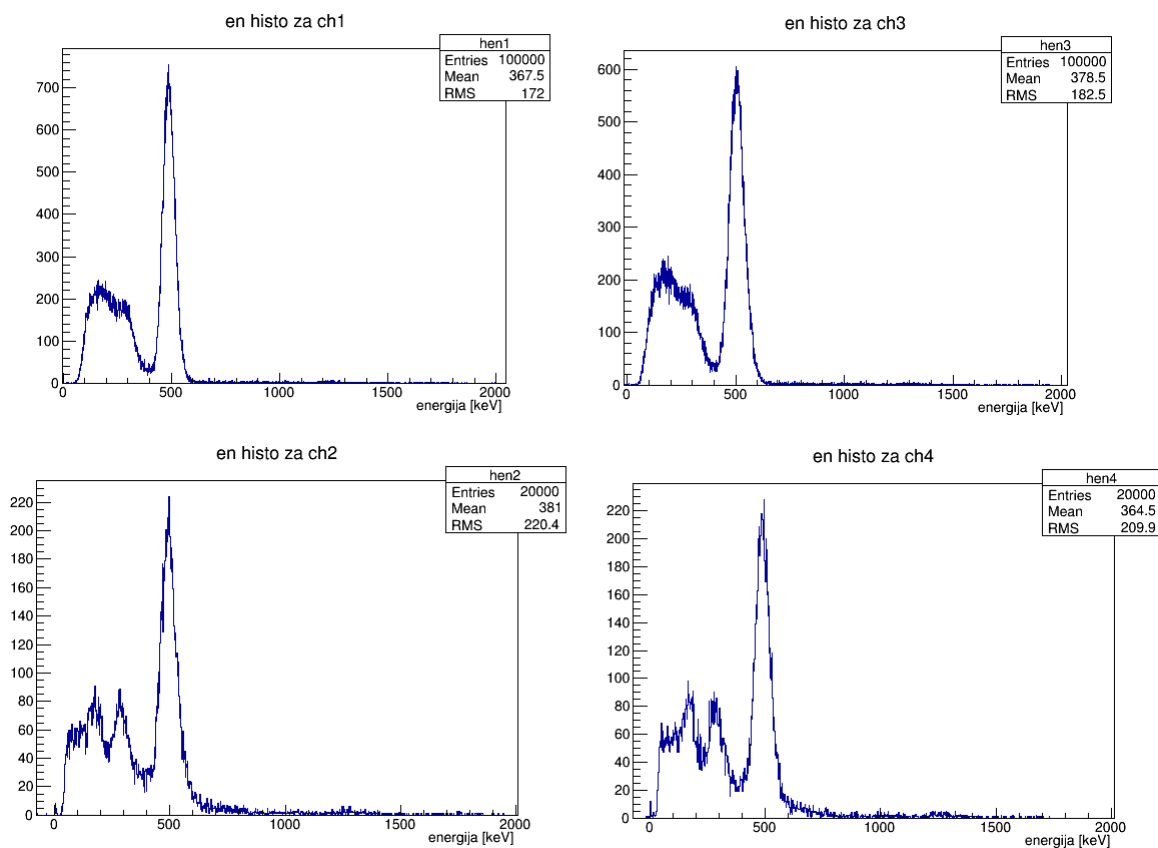 en histo za ch1
hen1
Entries 100000
Mean 367.5
RMS 172
700
600
500
400
300
200
100
0
0 500 1000 1500 2000
energija [keV]
en histo za ch3
hen3
Entries 100000
Mean 378.5
RMS 182.5
600
500
400
300
200
100
0
0 500 1000 1500 2000
energija [keV]
en histo za ch2
hen2
Entries 20000
Mean 381
RMS 220.4
220
200
180
160
140
120
100
80
60
40
20
0
0 500 1000 1500 2000
energija [keV]
en histo za ch4
hen4
Entries 20000
Mean 364.5
RMS 209.9
220
200
180
160
140
120
100
80
60
40
20
0
0 500 1000 1500 2000
energija [keV]